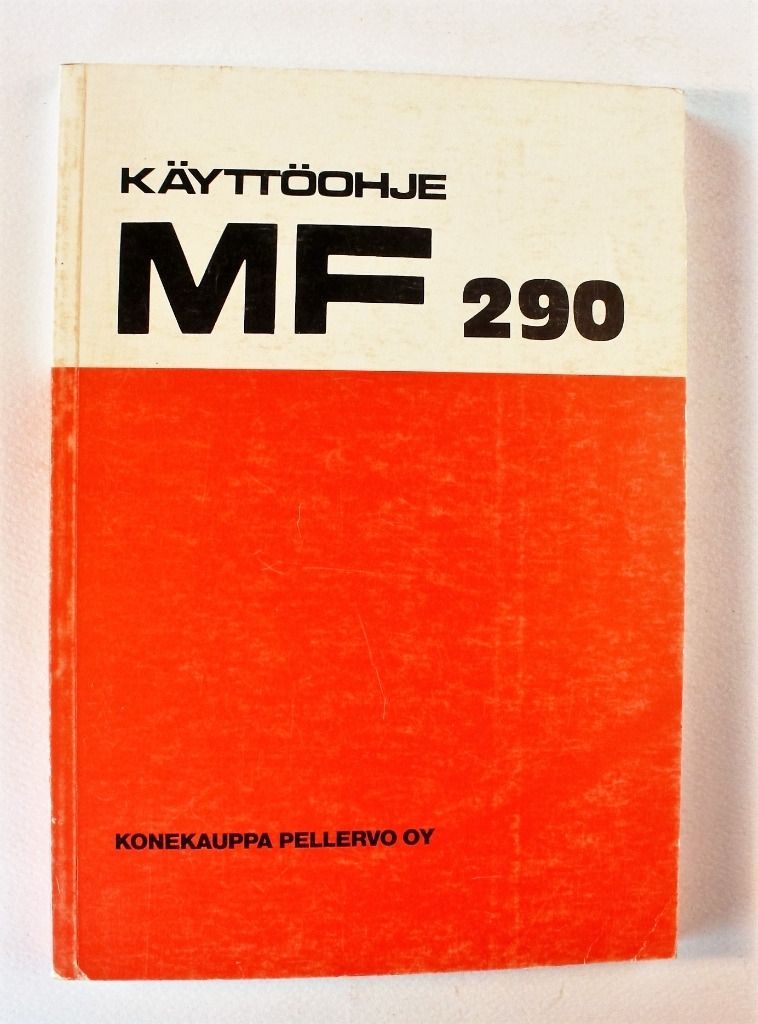 KÄYTTÖOHJE
MF 290
KONEKAUPPA PELLERVO OY